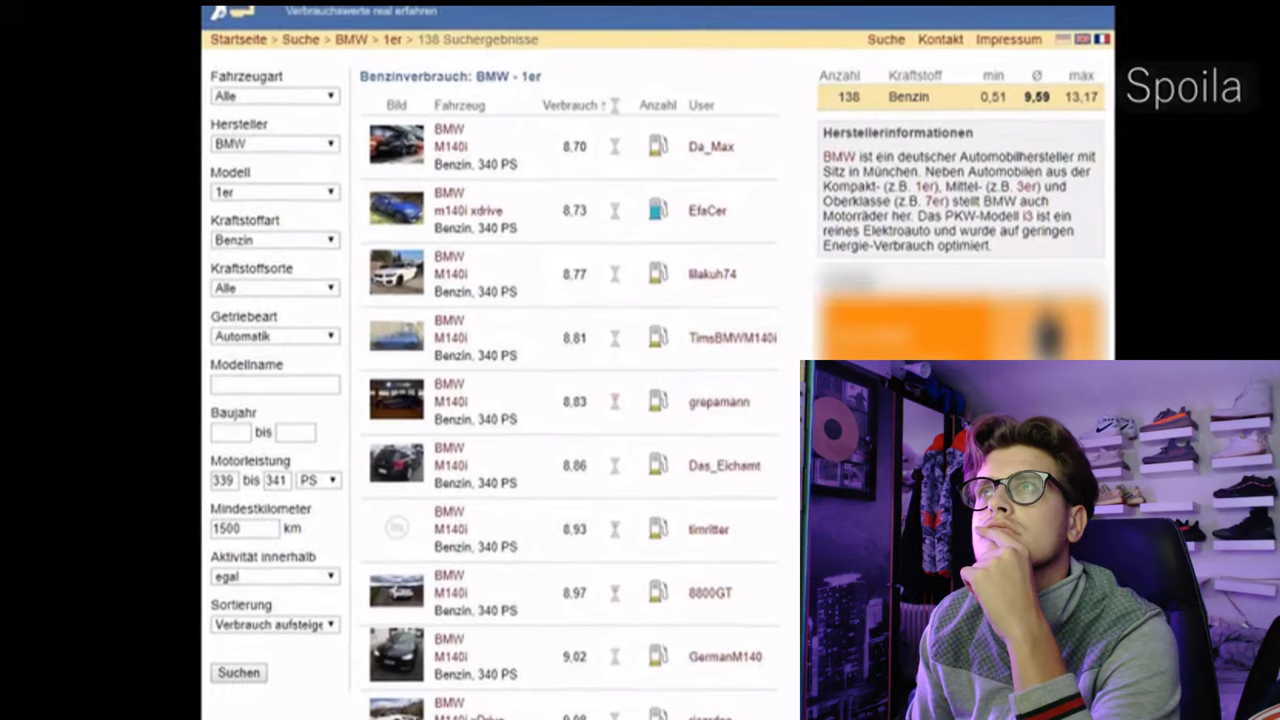 Verbrauchswerte real erfahren
Startseite > Suche > BMW > 1er > 138 Suchergebnisse
Suche Kontakt Impressum
Spoila
Fahrzeugart
Alle
Hersteller
BMW
Modell
1er
Kraftstoffart
Benzin
Kraftstoffsorte
Alle
Getriebeart
Automatik
Modellname
Baujahr
bis
Motorleistung
339 bis 341 PS
Mindestkilometer
1500 km
Aktivität innerhalb
egal
Sortierung
Verbrauch aufsteige
Suchen
Benzinverbrauch: BMW - 1er
Bild Fahrzeug Verbrauch ↑ Anzahl User
BMW
M140i 8,70 Da_Max
Benzin, 340 PS
BMW
m140i xdrive 8,73 EfaCer
Benzin, 340 PS
BMW
M140i 8,77 lilakuh74
Benzin, 340 PS
BMW
M140i 8,81 TimsBMWM140i
Benzin, 340 PS
BMW
M140i 8,83 grepamann
Benzin, 340 PS
BMW
M140i 8,86 Das_Eichamt
Benzin, 340 PS
BMW
M140i 8,93 timritter
Benzin, 340 PS
BMW
M140i 8,97 8800GT
Benzin, 340 PS
BMW
M140i 9,02 GermanM140
Benzin, 340 PS
BMW
Anzahl Kraftstoff min Ø max
138 Benzin 0,51 9,59 13,17
Herstellerinformationen
BMW ist ein deutscher Automobilhersteller mit
Sitz in München. Neben Automobilen aus der
Kompakt- (z.B. 1er), Mittel- (z.B. 3er) und
Oberklasse (z.B. 7er) stellt BMW auch
Motorräder her. Das PKW-Modell i3 ist ein
reines Elektroauto und wurde auf geringen
Energie-Verbrauch optimiert.